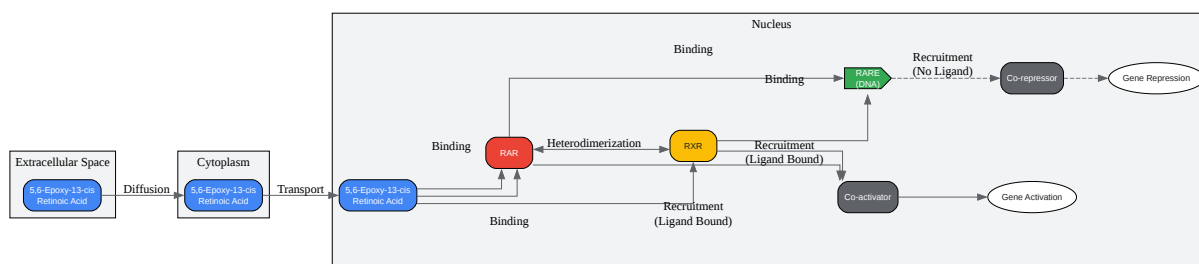 Nucleus
Binding
Recruitment
(No Ligand)
Binding
RARE
(DNA)
Co-repressor
Gene Repression
Binding
RAR
Heterodimerization
RXR
Recruitment
(Ligand Bound)
Extracellular Space
Cytoplasm
5,6-Epoxy-13-cis
Retinoic Acid
Diffusion
5,6-Epoxy-13-cis
Retinoic Acid
Transport
5,6-Epoxy-13-cis
Retinoic Acid
Co-activator
Gene Activation
Binding
Recruitment
(Ligand Bound)